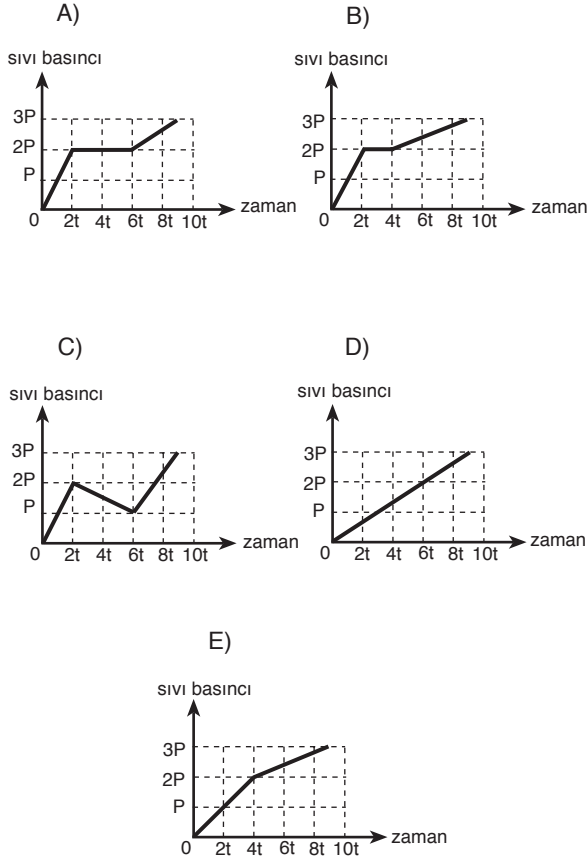 A)
sıvı basıncı
3P
2P
P
0
2t 4t 6t 8t 10t
zaman
B)
sıvı basıncı
3P
2P
P
0
2t 4t 6t 8t 10t
zaman
C)
sıvı basıncı
3P
2P
P
0
2t 4t 6t 8t 10t
zaman
D)
sıvı basıncı
3P
2P
P
0
2t 4t 6t 8t 10t
zaman
E)
sıvı basıncı
3P
2P
P
0
2t 4t 6t 8t 10t
zaman